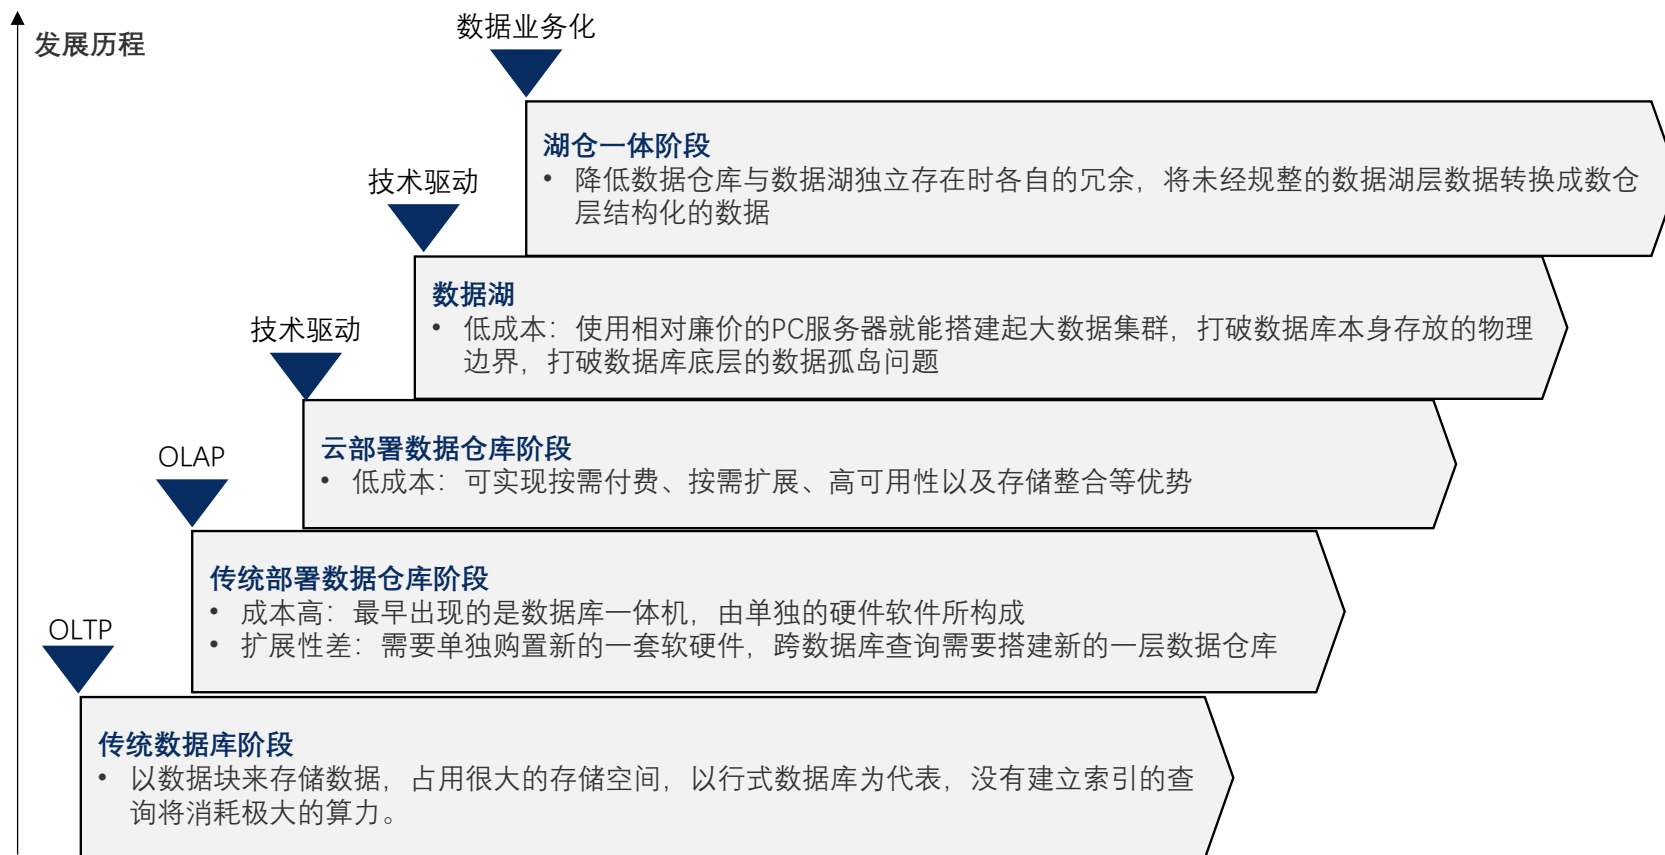 发展历程
数据业务化
湖仓一体阶段
• 降低数据仓库与数据湖独立存在时各自的冗余，将未经规整的数据湖层数据转换成数仓
层结构化的数据
技术驱动
数据湖
• 低成本：使用相对廉价的PC服务器就能搭建起大数据集群，打破数据库本身存放的物理
边界，打破数据库底层的数据孤岛问题
技术驱动
云部署数据仓库阶段
• 低成本：可实现按需付费、按需扩展、高可用性以及存储整合等优势
OLAP
传统部署数据仓库阶段
• 成本高：最早出现的是数据库一体机，由单独的硬件软件所构成
• 扩展性差：需要单独购置新的一套软硬件，跨数据库查询需要搭建新的一层数据仓库
OLTP
传统数据库阶段
• 以数据块来存储数据，占用很大的存储空间，以行式数据库为代表，没有建立索引的查
询将消耗极大的算力。